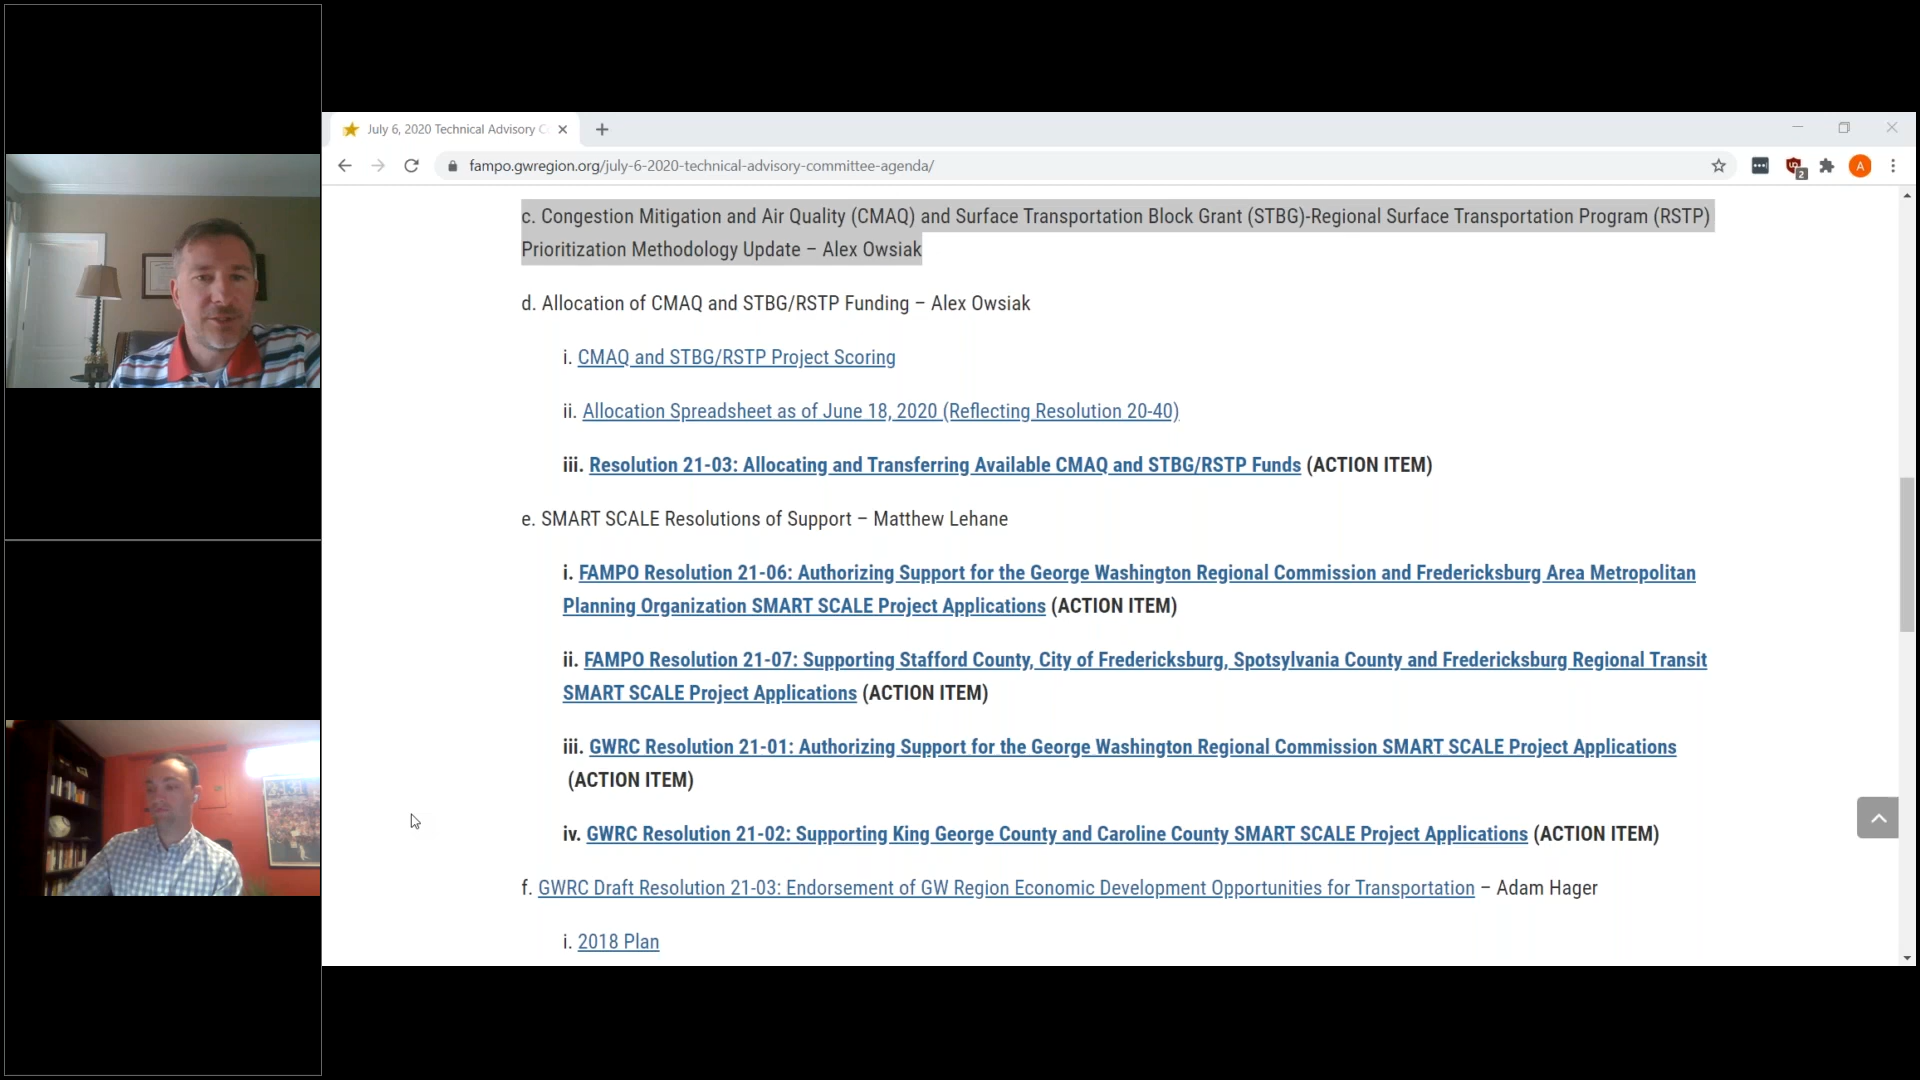 July 6, 2020 Technical Advisory C
fampo.gwregion.org/july-6-2020-technical-advisory-committee-agenda/
2
A
c. Congestion Mitigation and Air Quality (CMAQ) and Surface Transportation Block Grant (STBG)-Regional Surface Transportation Program (RSTP)
Prioritization Methodology Update – Alex Owsiak
d. Allocation of CMAQ and STBG/RSTP Funding – Alex Owsiak
i. CMAQ and STBG/RSTP Project Scoring
ii. Allocation Spreadsheet as of June 18, 2020 (Reflecting Resolution 20-40)
iii. Resolution 21-03: Allocating and Transferring Available CMAQ and STBG/RSTP Funds (ACTION ITEM)
e. SMART SCALE Resolutions of Support – Matthew Lehane
i. FAMPO Resolution 21-06: Authorizing Support for the George Washington Regional Commission and Fredericksburg Area Metropolitan
Planning Organization SMART SCALE Project Applications (ACTION ITEM)
ii. FAMPO Resolution 21-07: Supporting Stafford County, City of Fredericksburg, Spotsylvania County and Fredericksburg Regional Transit
SMART SCALE Project Applications (ACTION ITEM)
iii. GWRC Resolution 21-01: Authorizing Support for the George Washington Regional Commission SMART SCALE Project Applications
(ACTION ITEM)
iv. GWRC Resolution 21-02: Supporting King George County and Caroline County SMART SCALE Project Applications (ACTION ITEM)
f. GWRC Draft Resolution 21-03: Endorsement of GW Region Economic Development Opportunities for Transportation – Adam Hager
i. 2018 Plan